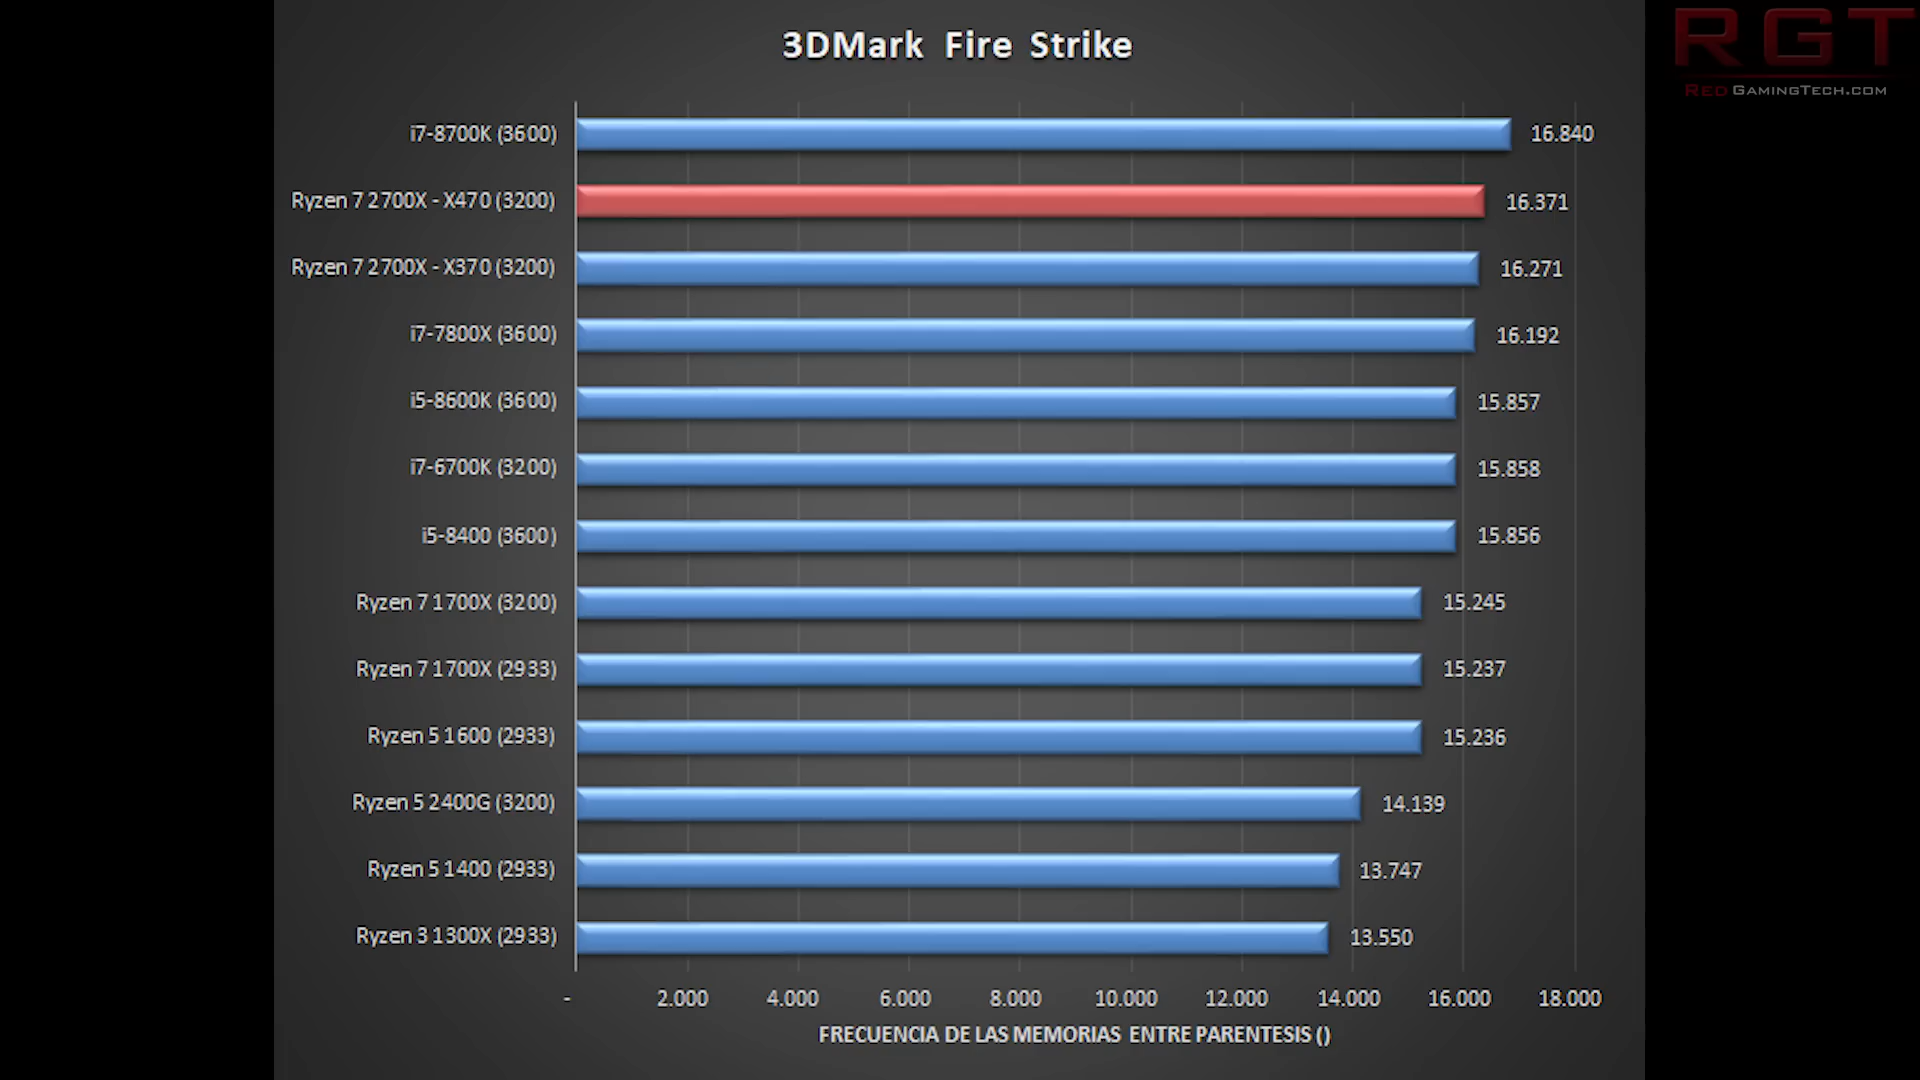 3DMark Fire Strike
RGT
RedGamingTech.com
i7-8700K (3600) 16.840
Ryzen 7 2700X - X470 (3200) 16.371
Ryzen 7 2700X - X370 (3200) 16.271
i7-7800X (3600) 16.192
i5-8600K (3600) 15.857
i7-6700K (3200) 15.858
i5-8400 (3600) 15.856
Ryzen 7 1700X (3200) 15.245
Ryzen 7 1700X (2933) 15.237
Ryzen 5 1600 (2933) 15.236
Ryzen 5 2400G (3200) 14.139
Ryzen 5 1400 (2933) 13.747
Ryzen 3 1300X (2933) 13.550
- 2.000 4.000 6.000 8.000 10.000 12.000 14.000 16.000 18.000
FRECUENCIA DE LAS MEMORIAS ENTRE PARENTESIS ()